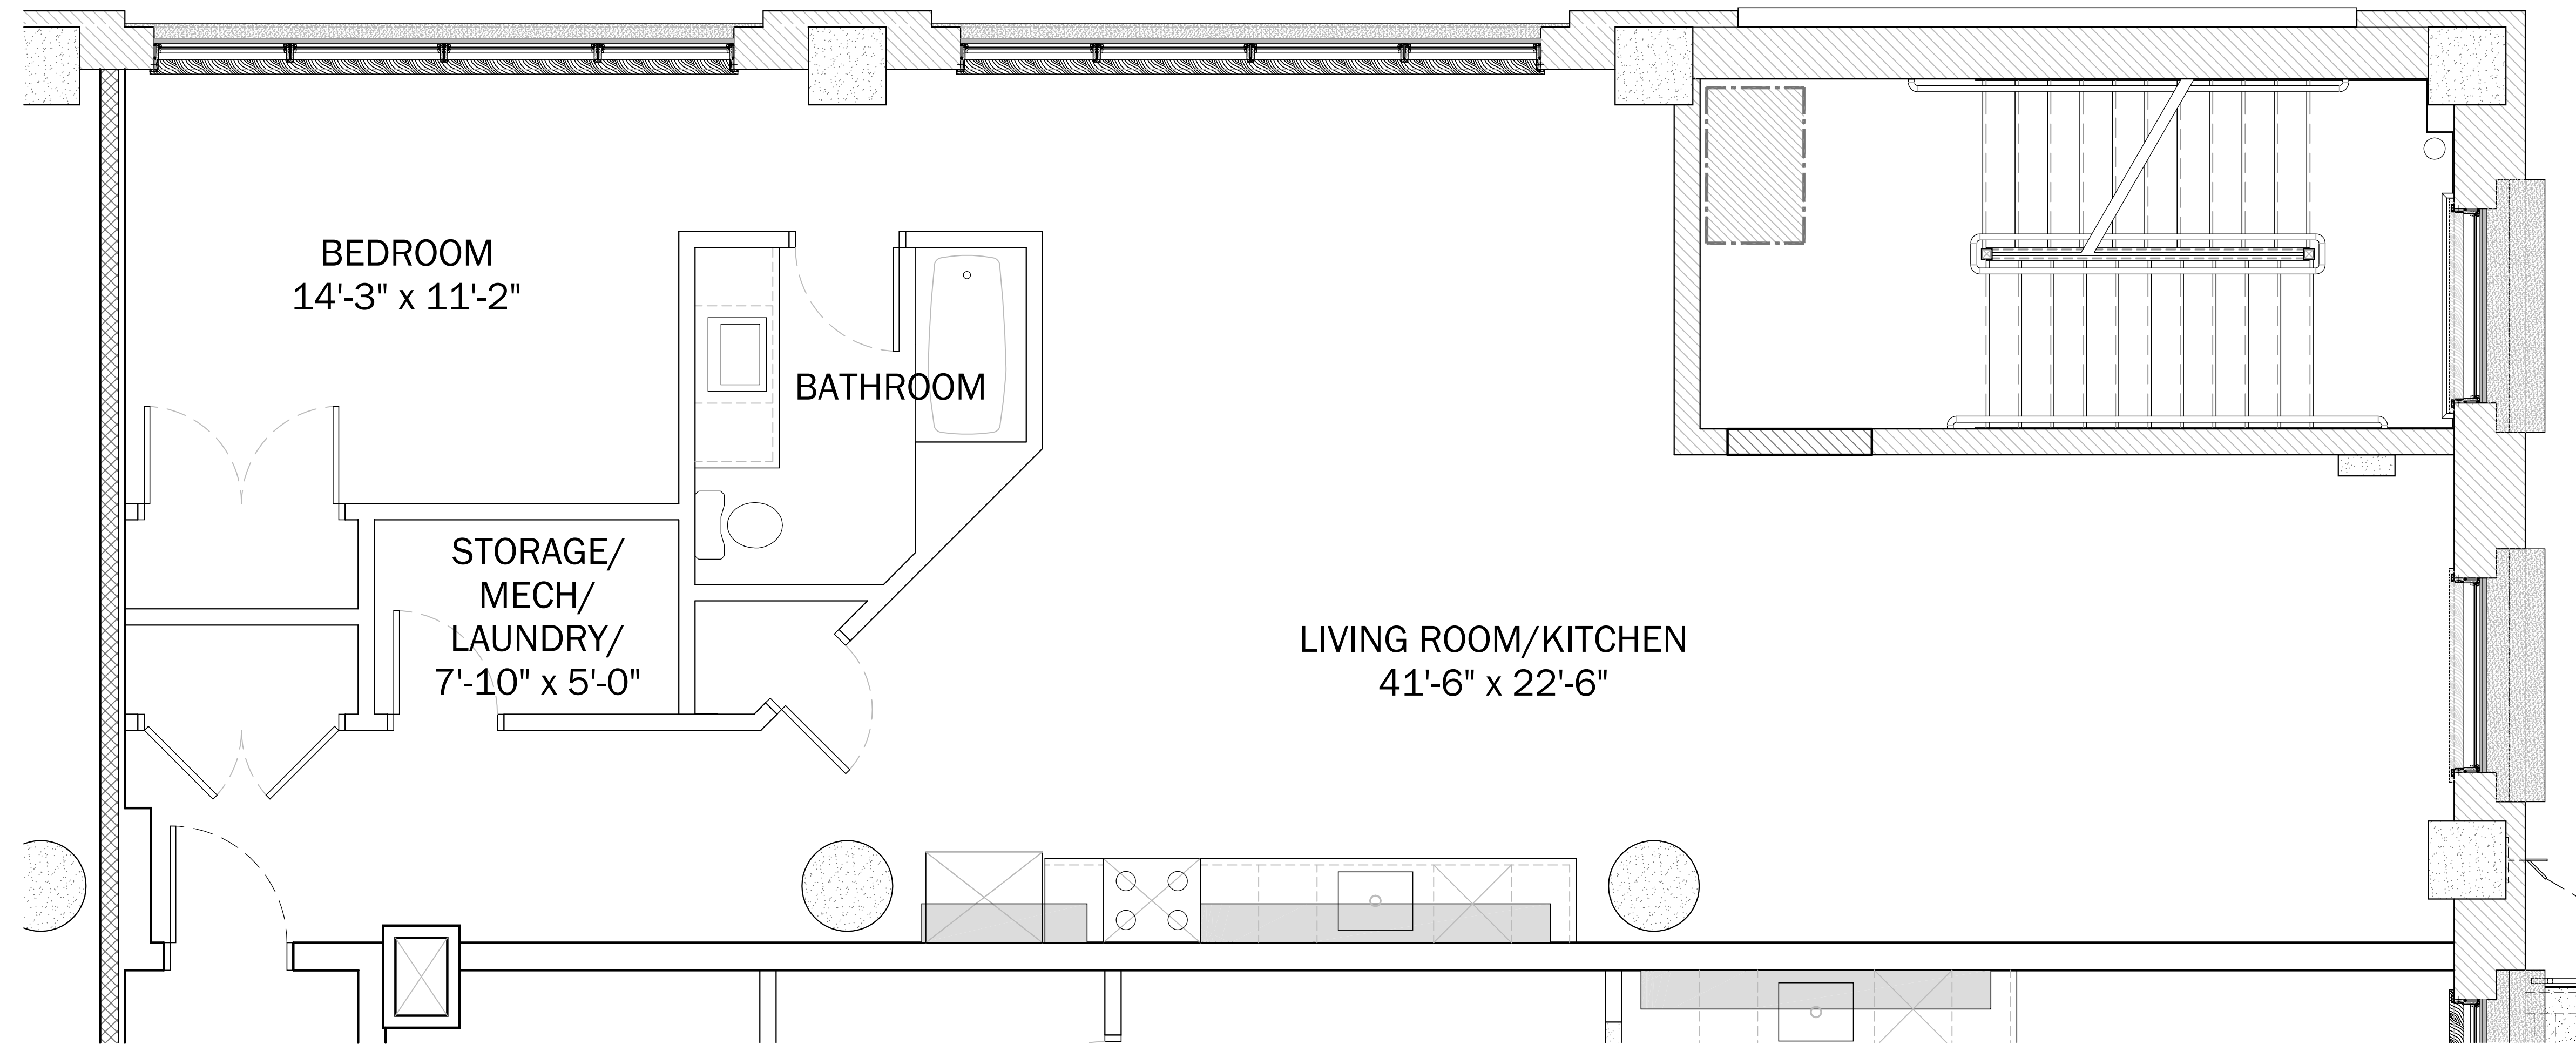 BEDROOM
14'-3" x 11'-2"
BATHROOM
STORAGE/
MECH/
LAUNDRY/
7'-10" x 5'-0"
LIVING ROOM/KITCHEN
41'-6" x 22'-6"